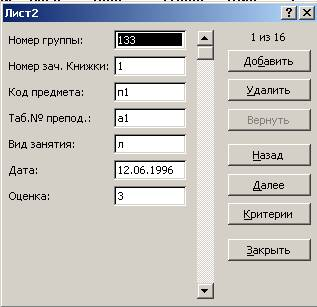 Лист2
Номер группы: 133
Номер зач. Книжки: 1
Код предмета: п1
Таб.№ препод.: а1
Вид занятия: л
Дата: 12.06.1996
Оценка: 3
1 из 16
Добавить
Удалить
Вернуть
Назад
Далее
Критерии
Закрыть